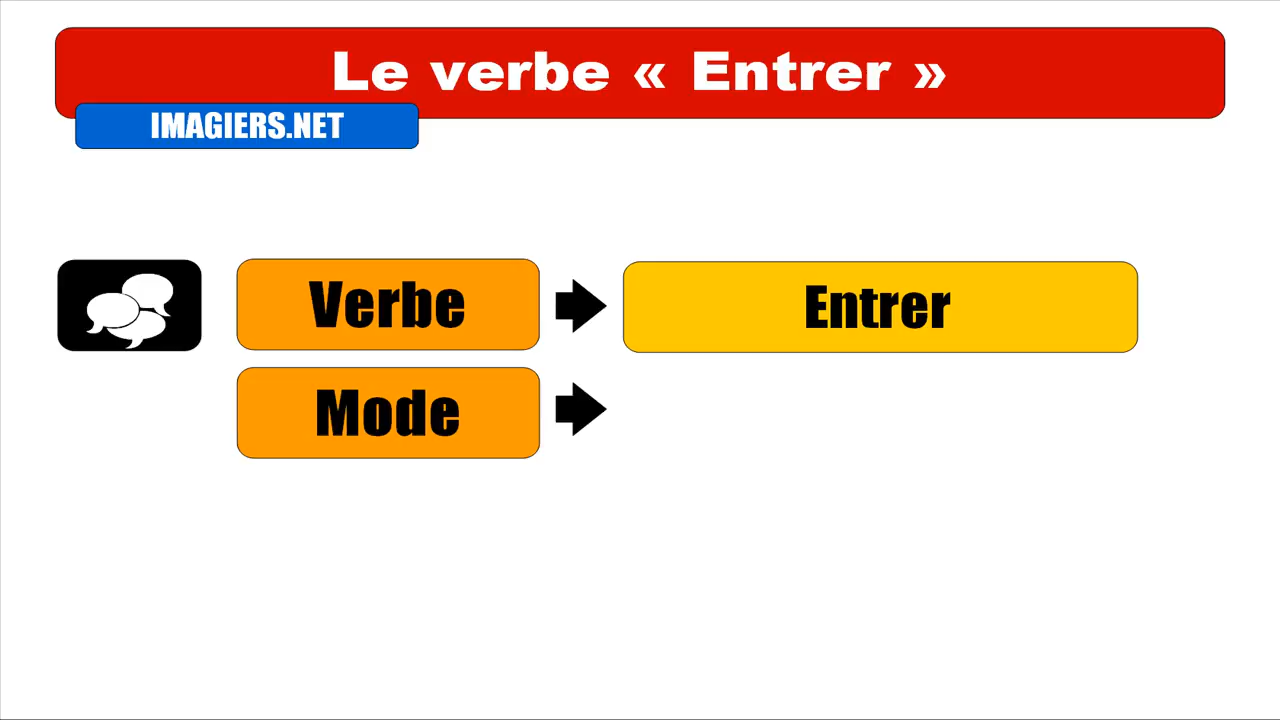 Le verbe « Entrer »
IMAGIERS.NET
Verbe
Entrer
Mode